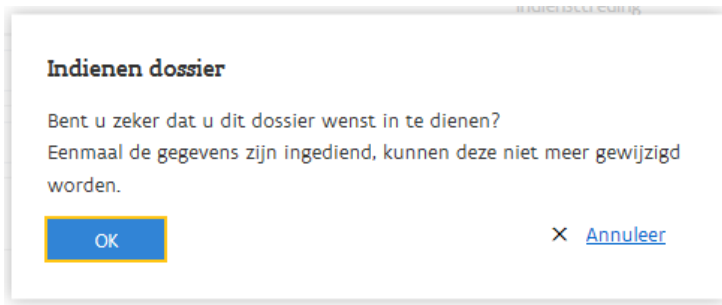 Indiensttreding
Indienen dossier
Bent u zeker dat u dit dossier wenst in te dienen?
Eenmaal de gegevens zijn ingediend, kunnen deze niet meer gewijzigd
worden.
OK
× Annuleer